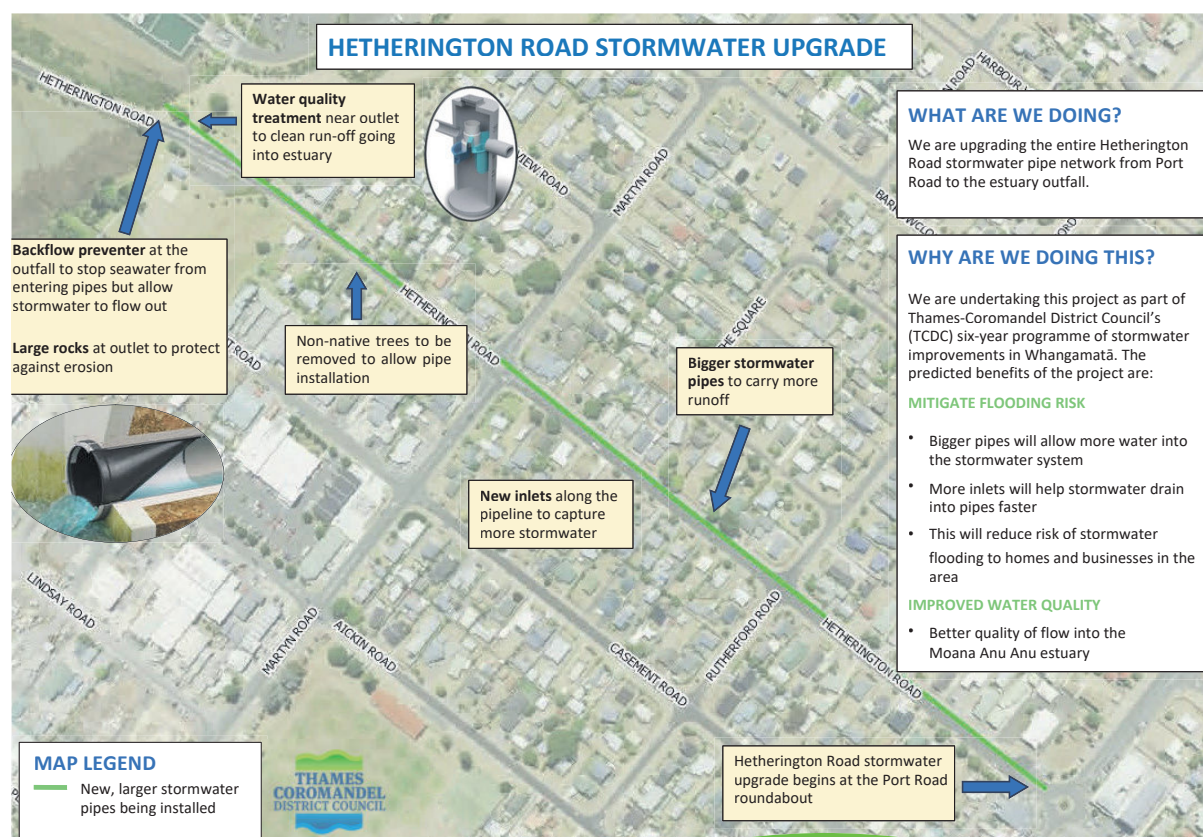 HETHERINGTON ROAD STORMWATER UPGRADE
HETHERINGTON ROAD
Water quality
treatment near outlet
to clean run-off going
into estuary
VIEW ROAD
MARTYN ROAD
ROAD
HARBOUR
WHAT ARE WE DOING?
We are upgrading the entire Hetherington
Road stormwater pipe network from Port
Road to the estuary outfall.
Backflow preventer at the
outfall to stop seawater from
entering pipes but allow
stormwater to flow out
Large rocks at outlet to protect
against erosion
ROAD
Non-native trees to be
removed to allow pipe
installation
HETHERINGTON ROAD
THE SQUARE
Bigger stormwater
pipes to carry more
runoff
New inlets along the
pipeline to capture
more stormwater
WHY ARE WE DOING THIS?
We are undertaking this project as part of
Thames-Coromandel District Council’s
(TCDC) six-year programme of stormwater
improvements in Whangamatā. The
predicted benefits of the project are:
MITIGATE FLOODING RISK
• Bigger pipes will allow more water into
the stormwater system
• More inlets will help stormwater drain
into pipes faster
• This will reduce risk of stormwater
flooding to homes and businesses in the
area
IMPROVED WATER QUALITY
• Better quality of flow into the
Moana Anu Anu estuary
LINDSAY ROAD
MARTYN ROAD
AICKIN ROAD
CASEMENT ROAD
RUTHERFORD ROAD
HETHERINGTON ROAD
MAP LEGEND
New, larger stormwater
pipes being installed
THAMES
COROMANDEL
DISTRICT COUNCIL
Hetherington Road stormwater
upgrade begins at the Port Road
roundabout